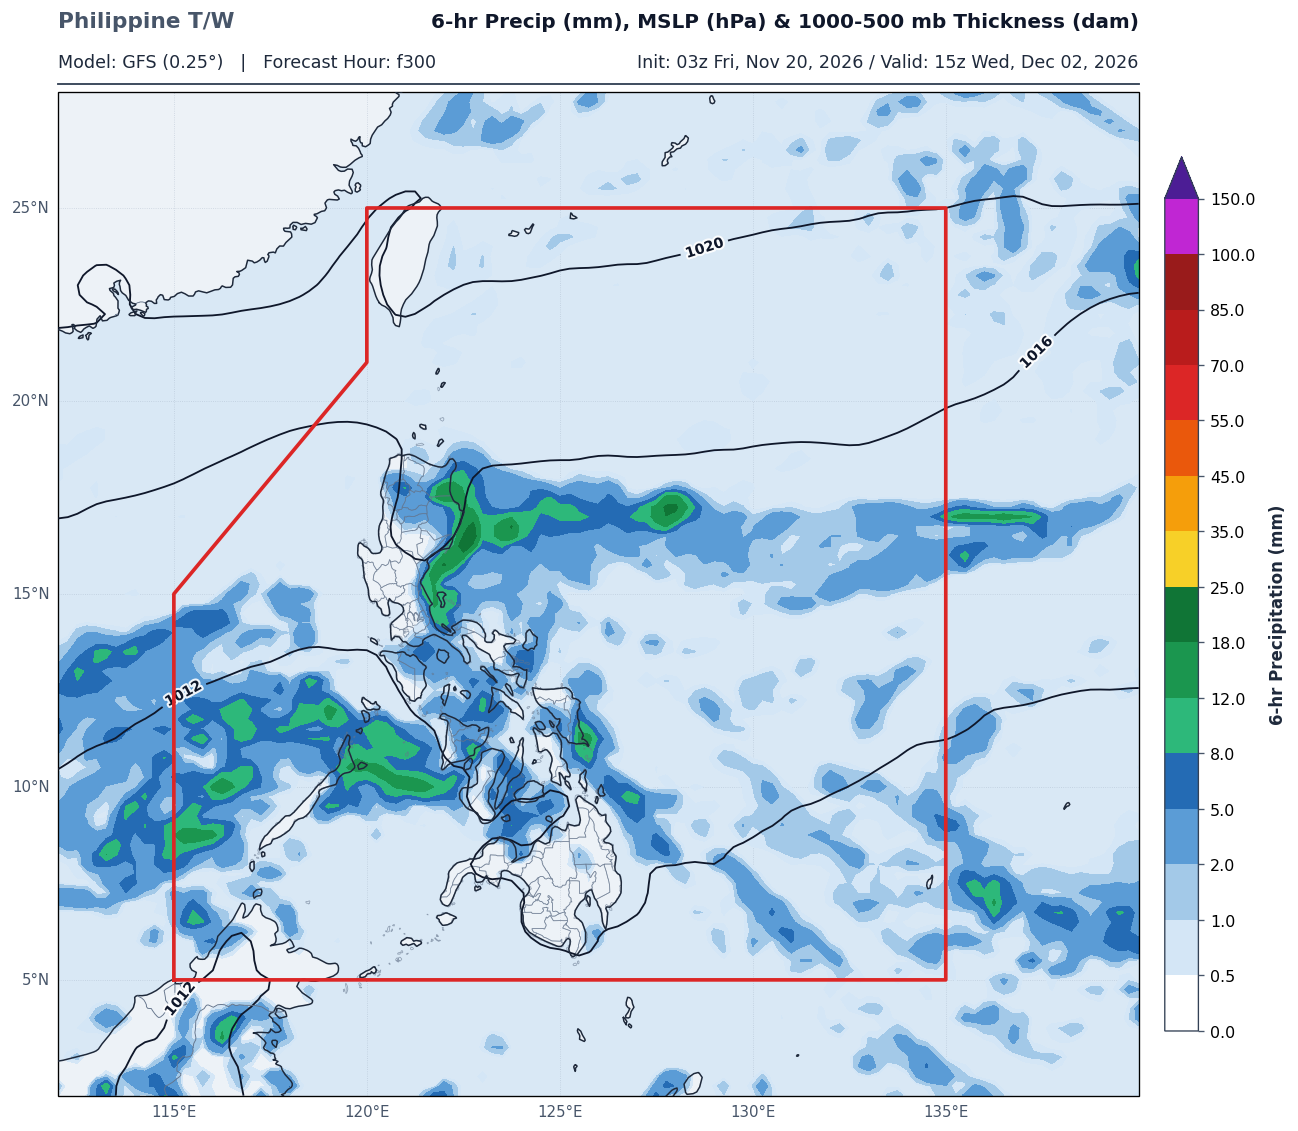 Philippine T/W
6-hr Precip (mm), MSLP (hPa) & 1000-500 mb Thickness (dam)
Model: GFS (0.25°) | Forecast Hour: f300
Init: 03z Fri, Nov 20, 2026 / Valid: 15z Wed, Dec 02, 2026
25°N
20°N
15°N
10°N
5°N
1020
1016
1012
1012
115°E
120°E
125°E
130°E
135°E
150.0
100.0
85.0
70.0
55.0
45.0
35.0
25.0
18.0
12.0
8.0
5.0
2.0
1.0
0.5
0.0
6-hr Precipitation (mm)